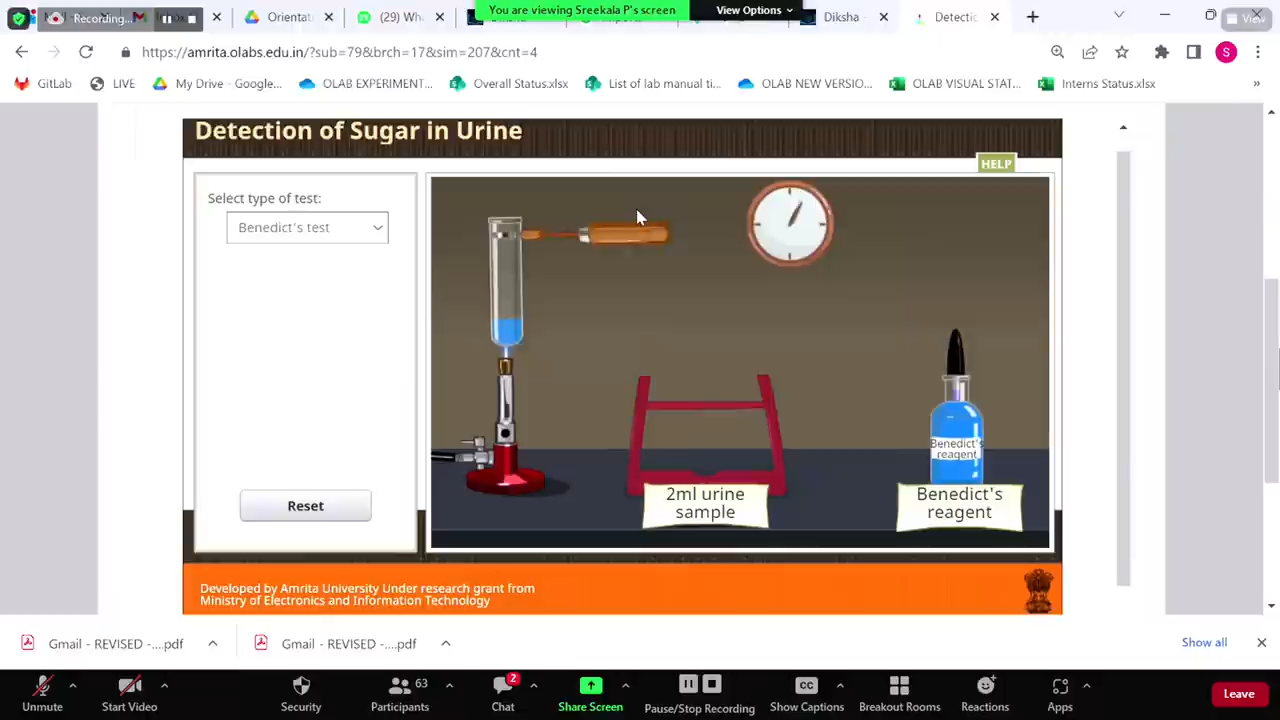 Recording...
You are viewing Sreekala P's screen
View Options
View
Orientat
(29) Wh
Diksha -
Detectic
https://amrita.olabs.edu.in/?sub=79&brch=17&sim=207&cnt=4
S
GitLab
LIVE
My Drive - Google...
OLAB EXPERIMENT...
Overall Status.xlsx
List of lab manual ti...
OLAB NEW VERSIO...
OLAB VISUAL STAT...
Interns Status.xlsx
»
Detection of Sugar in Urine
HELP
Select type of test:
Benedict's test
Reset
Benedict's
reagent
2ml urine
sample
Benedict's
reagent
Developed by Amrita University Under research grant from
Ministry of Electronics and Information Technology
Gmail - REVISED -....pdf
Gmail - REVISED -....pdf
Show all
63
2
CC
Unmute
Start Video
Security
Participants
Chat
Share Screen
Pause/Stop Recording
Show Captions
Breakout Rooms
Reactions
Apps
Leave